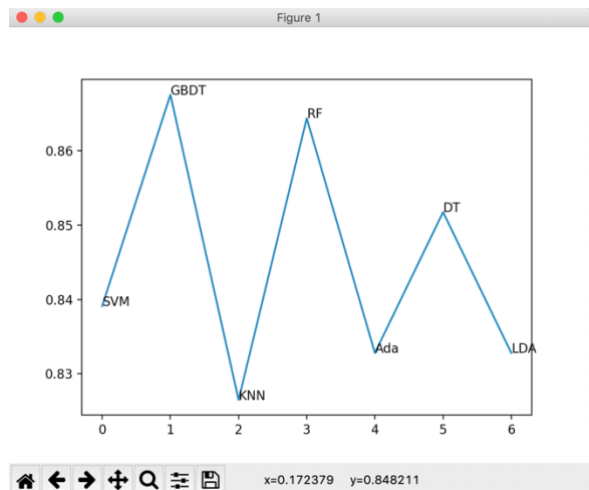 Figure 1
GBDT
RF
0.86
DT
0.85
SVM
0.84
Ada
LDA
0.83
KNN
0 1 2 3 4 5 6
x=0.172379 y=0.848211